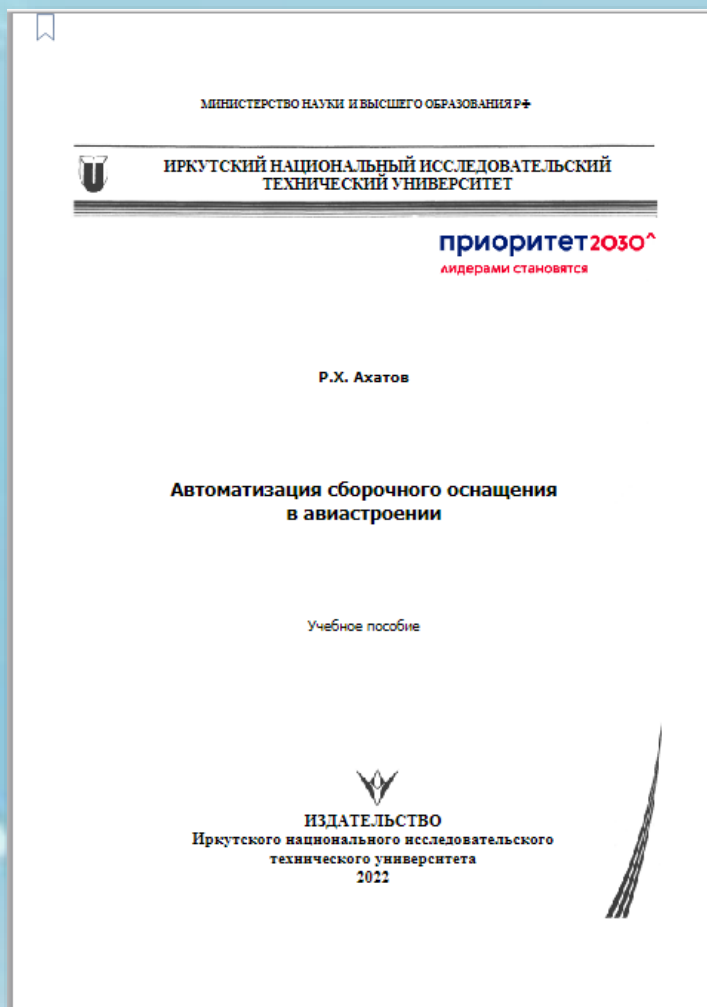 МИНИСТЕРСТВО НАУКИ И ВЫСШЕГО ОБРАЗОВАНИЯ РФ
ИРКУТСКИЙ НАЦИОНАЛЬНЫЙ ИССЛЕДОВАТЕЛЬСКИЙ
ТЕХНИЧЕСКИЙ УНИВЕРСИТЕТ
приоритет2030^
лидерами становятся
Р.Х. Ахатов
Автоматизация сборочного оснащения
в авиастроении
Учебное пособие
ИЗДАТЕЛЬСТВО
Иркутского национального исследовательского
технического университета
2022